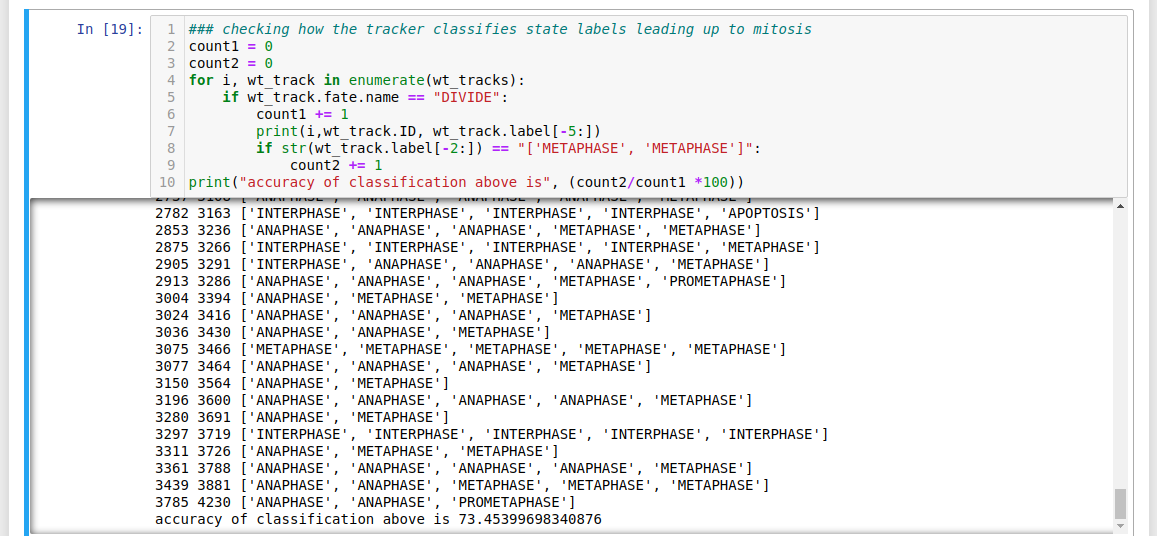 In [19]:
1 ### checking how the tracker classifies state labels leading up to mitosis
2 count1 = 0
3 count2 = 0
4 for i, wt_track in enumerate(wt_tracks):
5     if wt_track.fate.name == "DIVIDE":
6         count1 += 1
7         print(i,wt_track.ID, wt_track.label[-5:])
8         if str(wt_track.label[-2:]) == "['METAPHASE', 'METAPHASE']":
9             count2 += 1
10 print("accuracy of classification above is", (count2/count1 *100))
2782 3163 ['INTERPHASE', 'INTERPHASE', 'INTERPHASE', 'INTERPHASE', 'APOPTOSIS']
2853 3236 ['ANAPHASE', 'ANAPHASE', 'ANAPHASE', 'METAPHASE', 'METAPHASE']
2875 3266 ['INTERPHASE', 'INTERPHASE', 'INTERPHASE', 'INTERPHASE', 'METAPHASE']
2905 3291 ['INTERPHASE', 'ANAPHASE', 'ANAPHASE', 'ANAPHASE', 'METAPHASE']
2913 3286 ['ANAPHASE', 'ANAPHASE', 'ANAPHASE', 'METAPHASE', 'PROMETAPHASE']
3004 3394 ['ANAPHASE', 'METAPHASE', 'METAPHASE']
3024 3416 ['ANAPHASE', 'ANAPHASE', 'ANAPHASE', 'METAPHASE']
3036 3430 ['ANAPHASE', 'ANAPHASE', 'METAPHASE']
3075 3466 ['METAPHASE', 'METAPHASE', 'METAPHASE', 'METAPHASE', 'METAPHASE']
3077 3464 ['ANAPHASE', 'ANAPHASE', 'ANAPHASE', 'METAPHASE']
3150 3564 ['ANAPHASE', 'METAPHASE']
3196 3600 ['ANAPHASE', 'ANAPHASE', 'ANAPHASE', 'ANAPHASE', 'METAPHASE']
3280 3691 ['ANAPHASE', 'METAPHASE']
3297 3719 ['INTERPHASE', 'INTERPHASE', 'INTERPHASE', 'INTERPHASE', 'INTERPHASE']
3311 3726 ['ANAPHASE', 'METAPHASE', 'METAPHASE']
3361 3788 ['ANAPHASE', 'ANAPHASE', 'ANAPHASE', 'ANAPHASE', 'METAPHASE']
3439 3881 ['ANAPHASE', 'ANAPHASE', 'METAPHASE', 'METAPHASE', 'METAPHASE']
3785 4230 ['ANAPHASE', 'ANAPHASE', 'PROMETAPHASE']
accuracy of classification above is 73.45399698340876